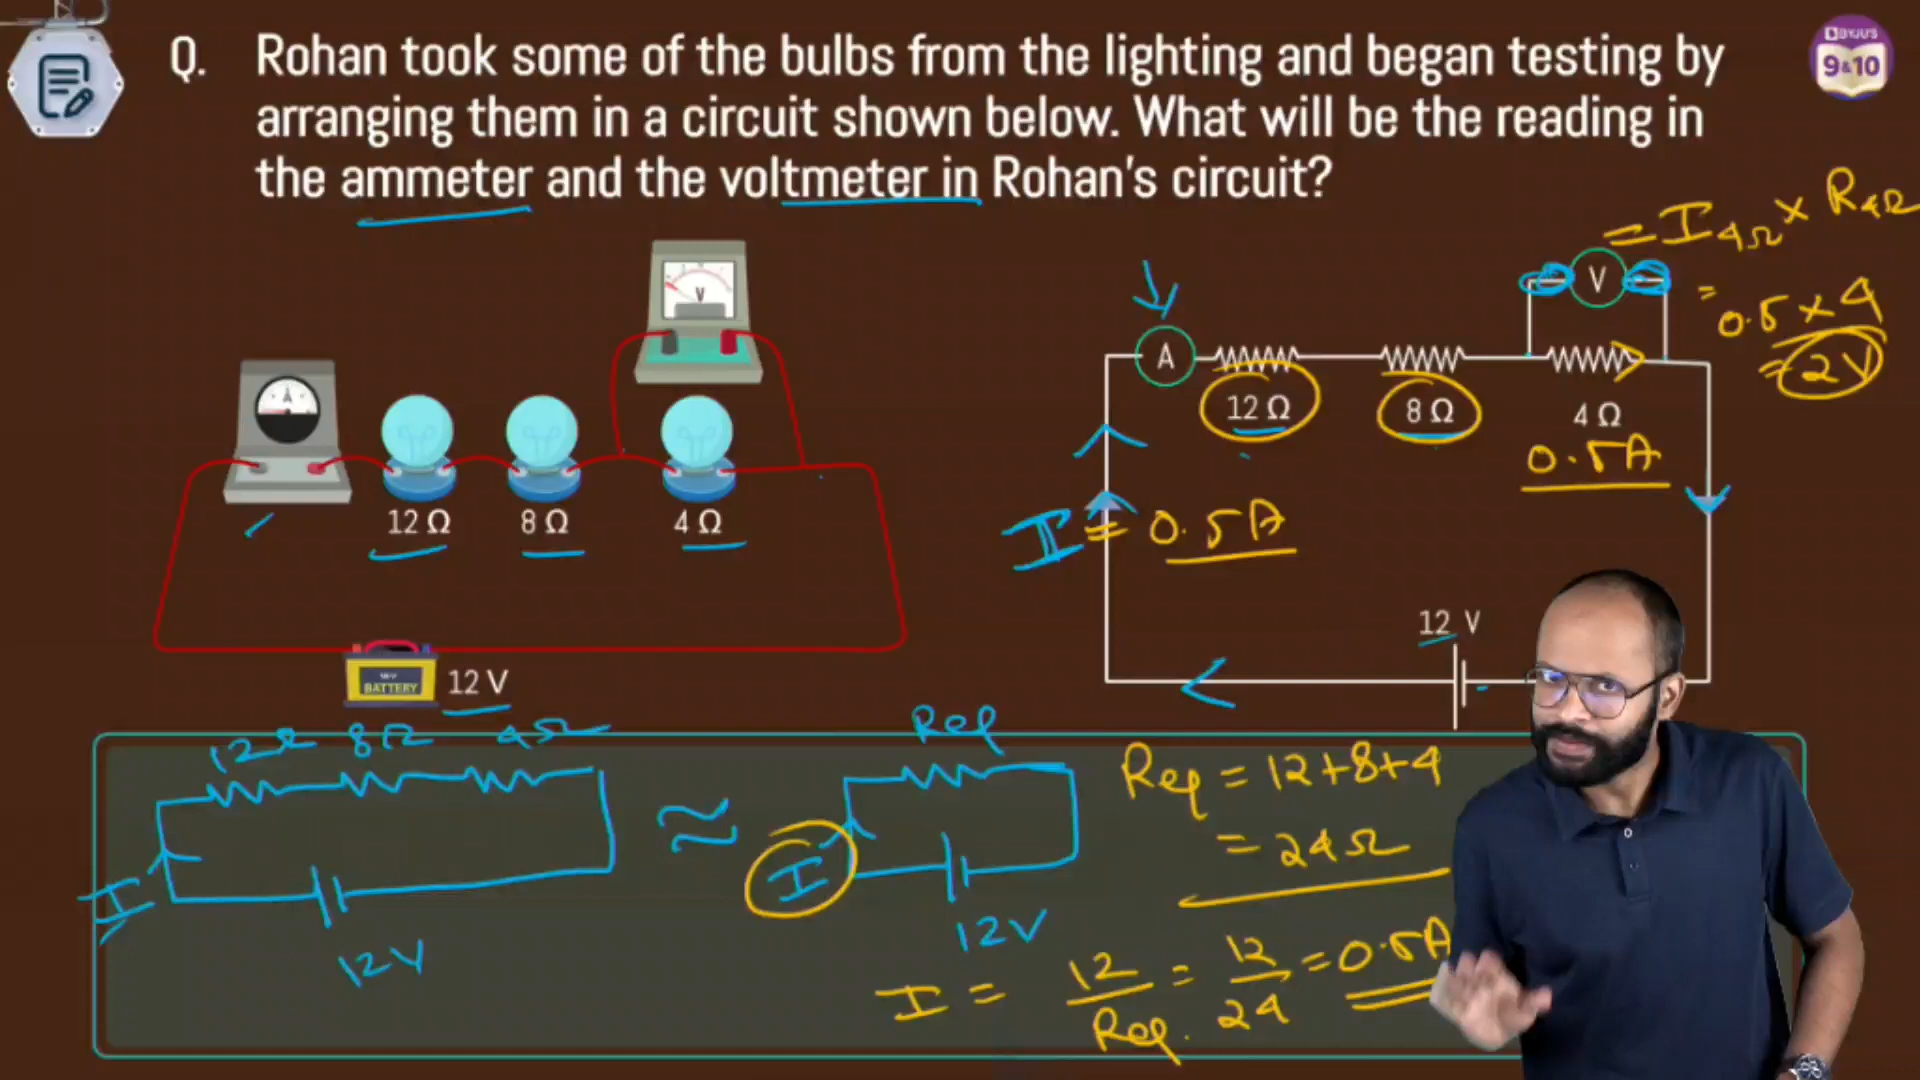 Q. Rohan took some of the bulbs from the lighting and began testing by
arranging them in a circuit shown below. What will be the reading in
the ammeter and the voltmeter in Rohan's circuit?
BYJU'S
9&10
A
V
12 Ω
8 Ω
4 Ω
BATTERY
12 V
= I4Ω × R4Ω
V
= 0.5 × 4
= 2V
A
12 Ω
8 Ω
4 Ω
0.5A
I = 0.5A
12 V
12Ω 8Ω 4Ω
I
12V
≈
Req
I
12V
Req = 12+8+4
= 24Ω
I = 12/Req. = 12/24 = 0.5A